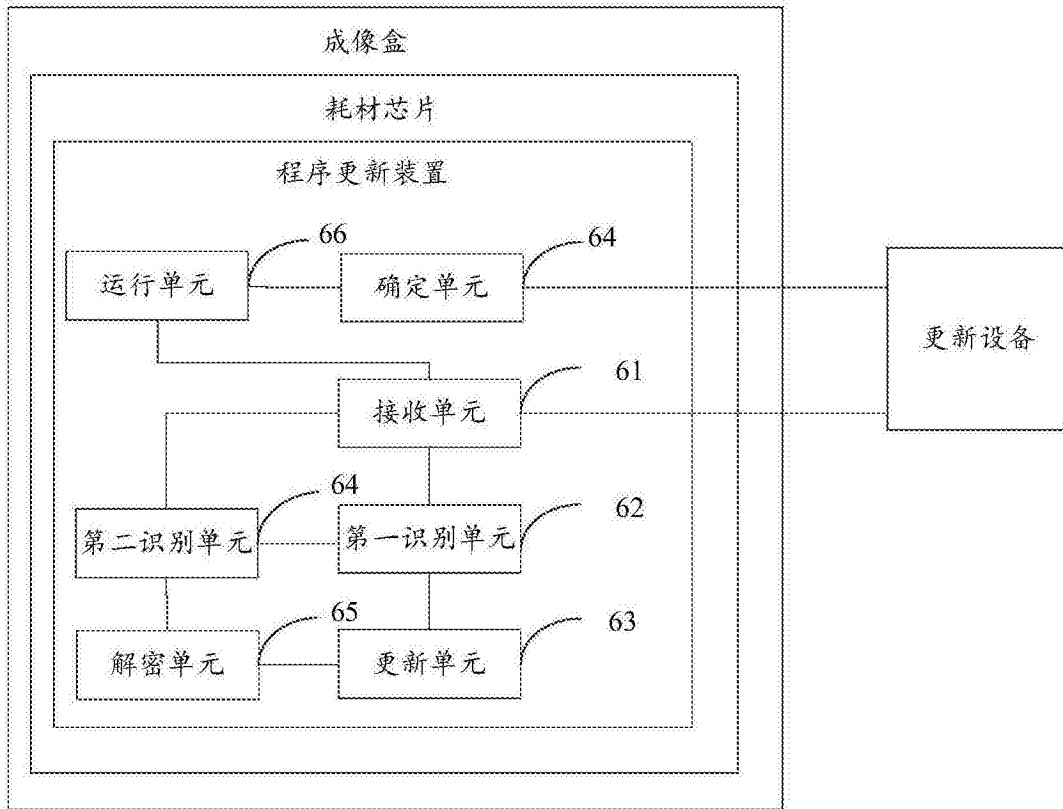 成像盒
耗材芯片
程序更新装置
66
64
运行单元
确定单元
更新设备
61
接收单元
64
62
第二识别单元
第一识别单元
65
63
解密单元
更新单元